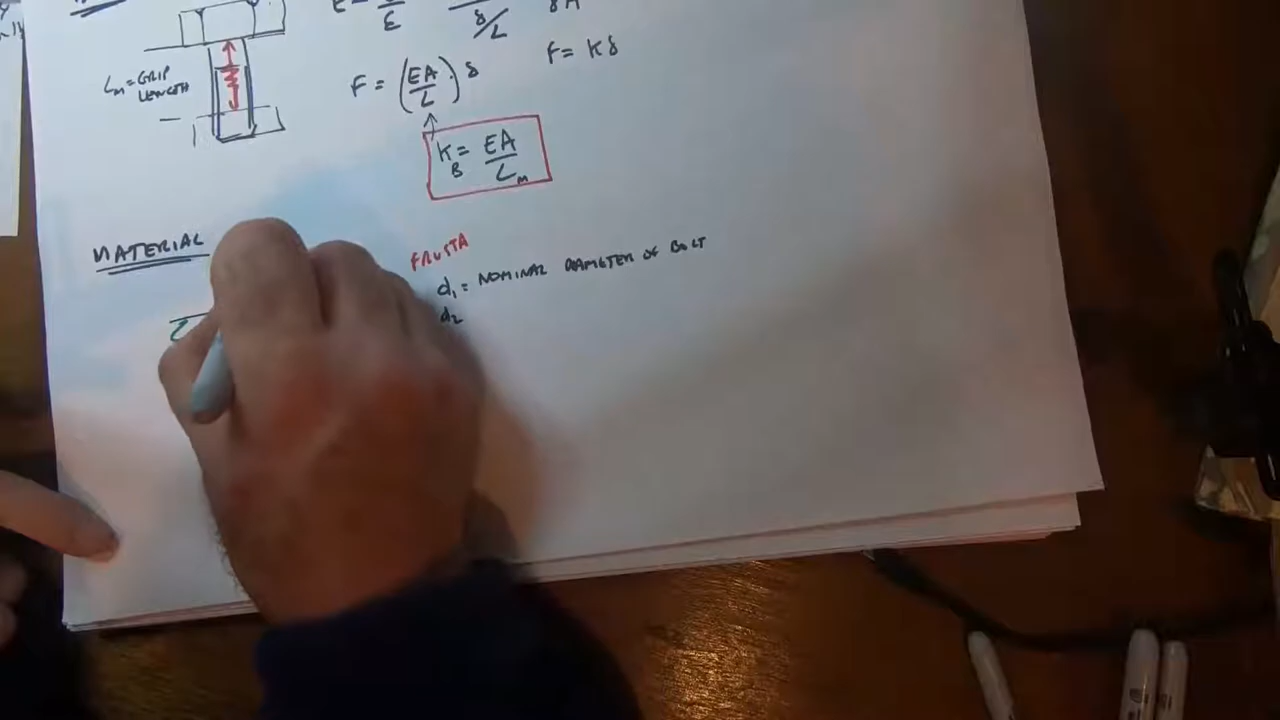 δ/L
F = Kδ
Lm = GRIP LENGTH
F = (EA/L) · δ
KB = EA/Lm
MATERIAL
FRUSTA
d1 = NOMINAL DIAMETER OF BOLT
d2